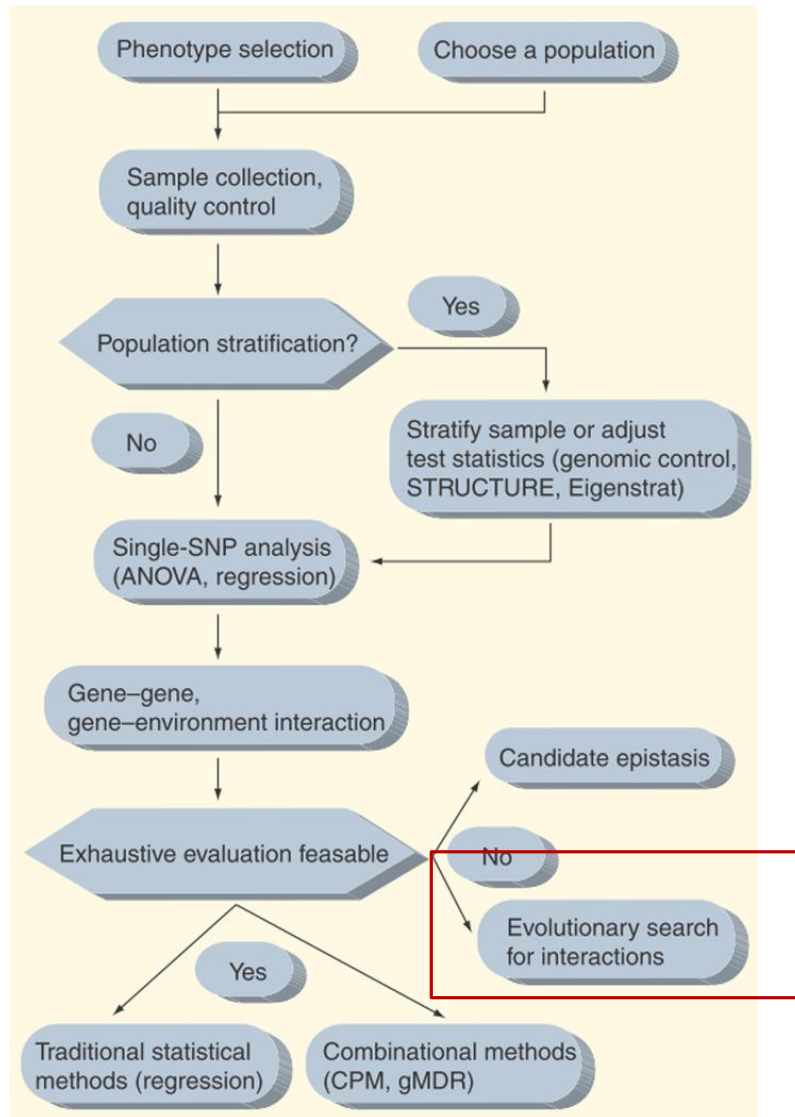 Phenotype selection
Choose a population
Sample collection,
quality control
Yes
Population stratification?
No
Stratify sample or adjust
test statistics (genomic control,
STRUCTURE, Eigenstrat)
Single-SNP analysis
(ANOVA, regression)
Gene–gene,
gene–environment interaction
Candidate epistasis
Exhaustive evaluation feasable
No
Evolutionary search
for interactions
Yes
Traditional statistical
methods (regression)
Combinational methods
(CPM, gMDR)